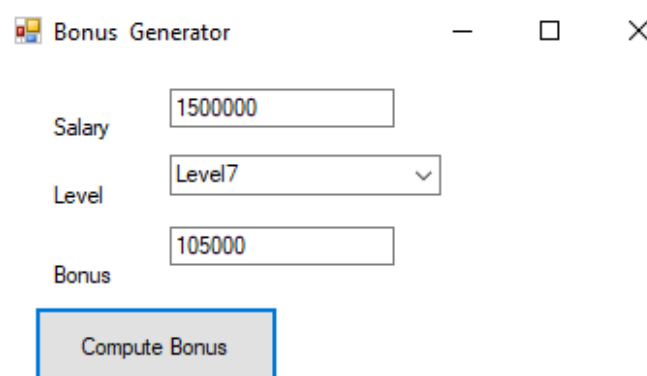 Bonus Generator
Salary 1500000
Level Level7
Bonus 105000
Compute Bonus